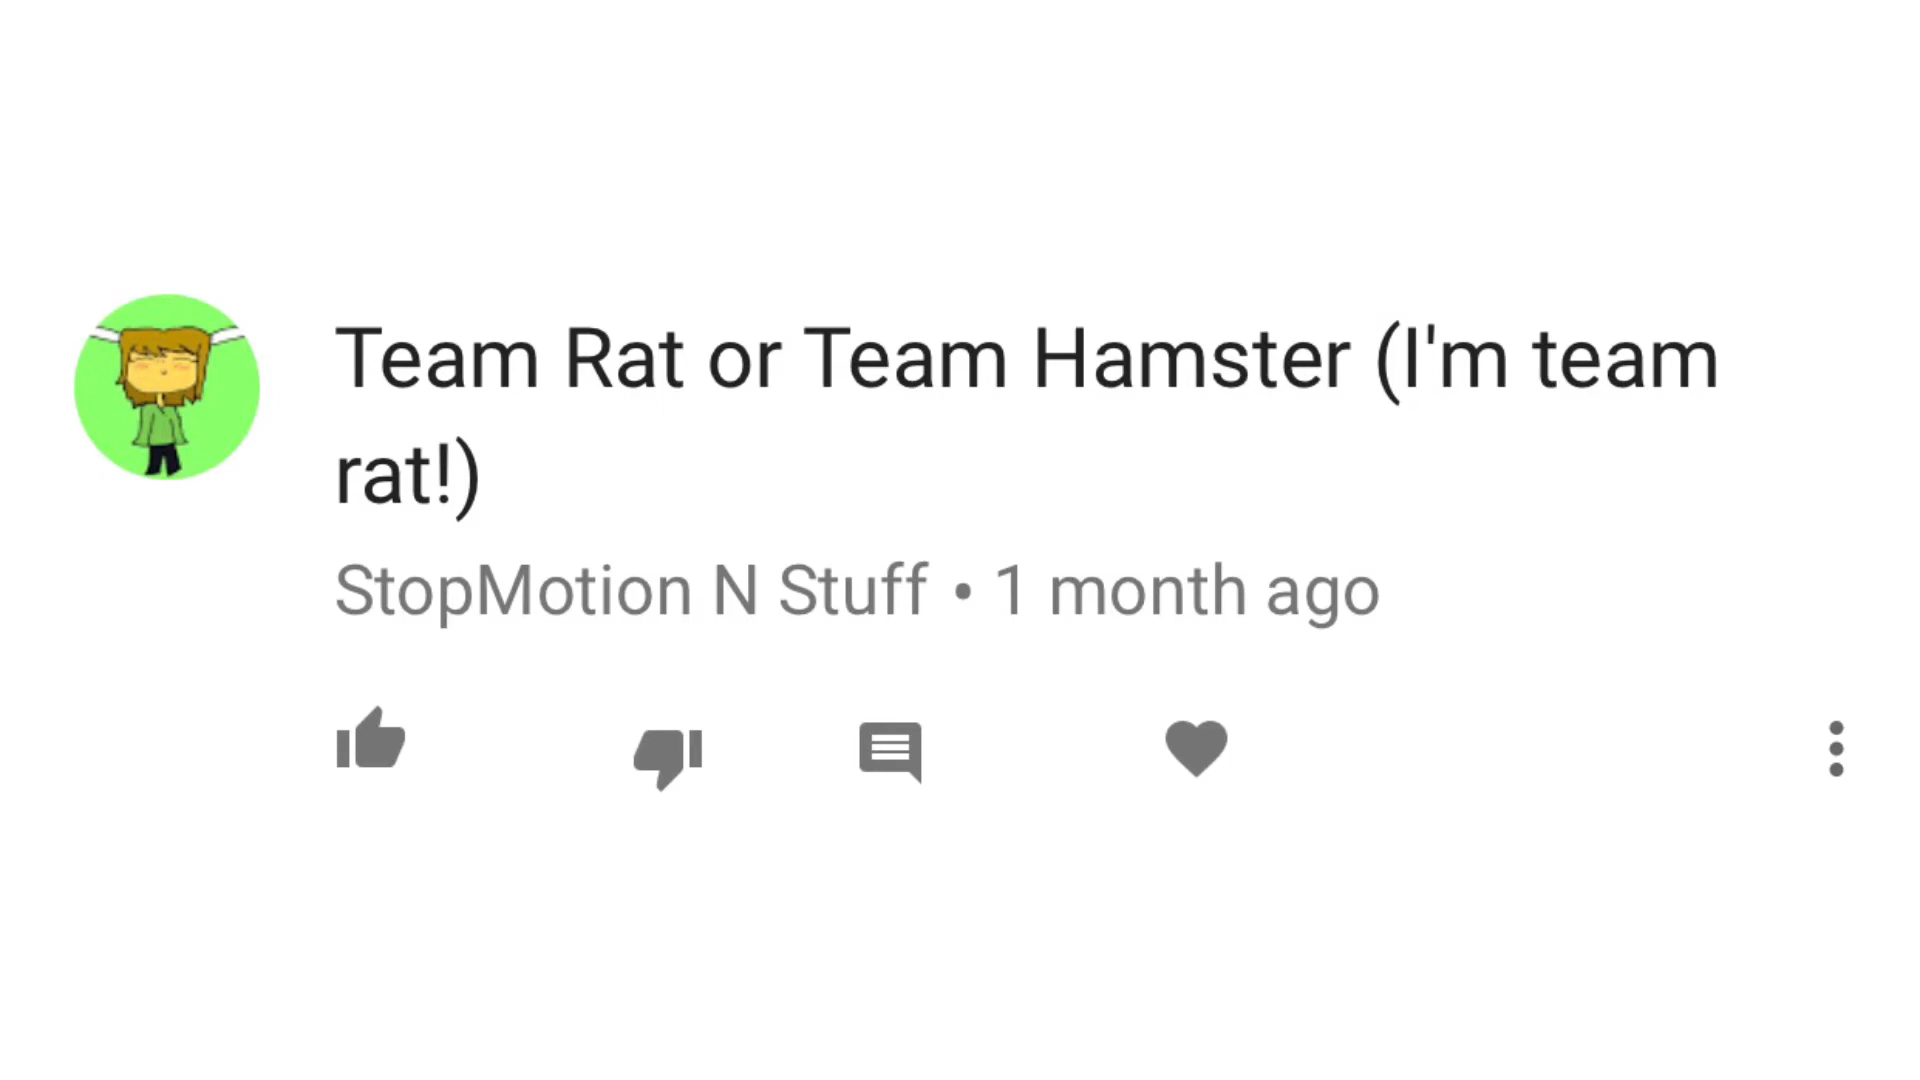 Team Rat or Team Hamster (I'm team
rat!)
StopMotion N Stuff • 1 month ago